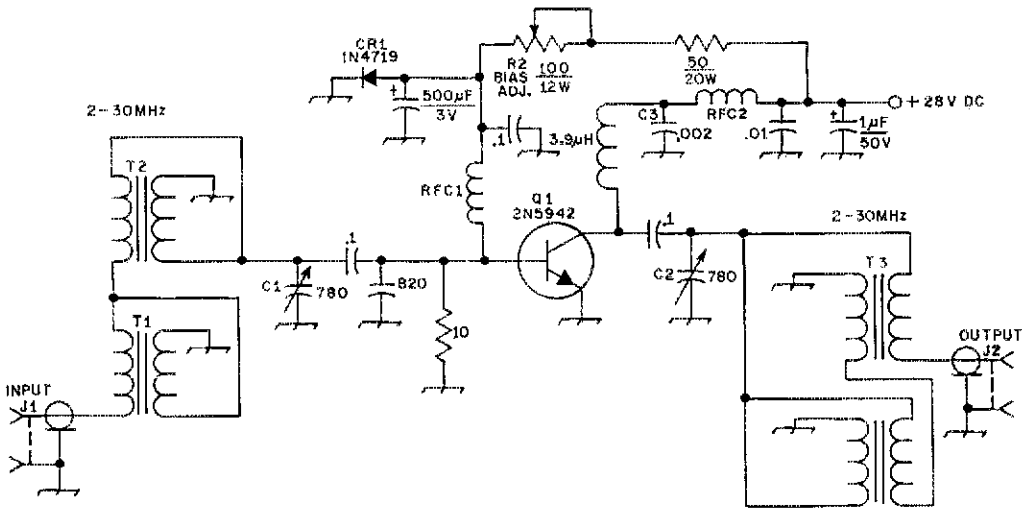 CR1
1N4719
+
500µF
3V
R2
BIAS
ADJ.
100
12W
50
20W
RFC2
+28V DC
C3
.002
.01
+
1µF
50V
.1
3.9µH
2-30MHz
T2
RFC1
Q1
2N5942
.1
C1
780
820
10
.1
C2
780
2-30MHz
T3
T1
INPUT
J1
OUTPUT
J2